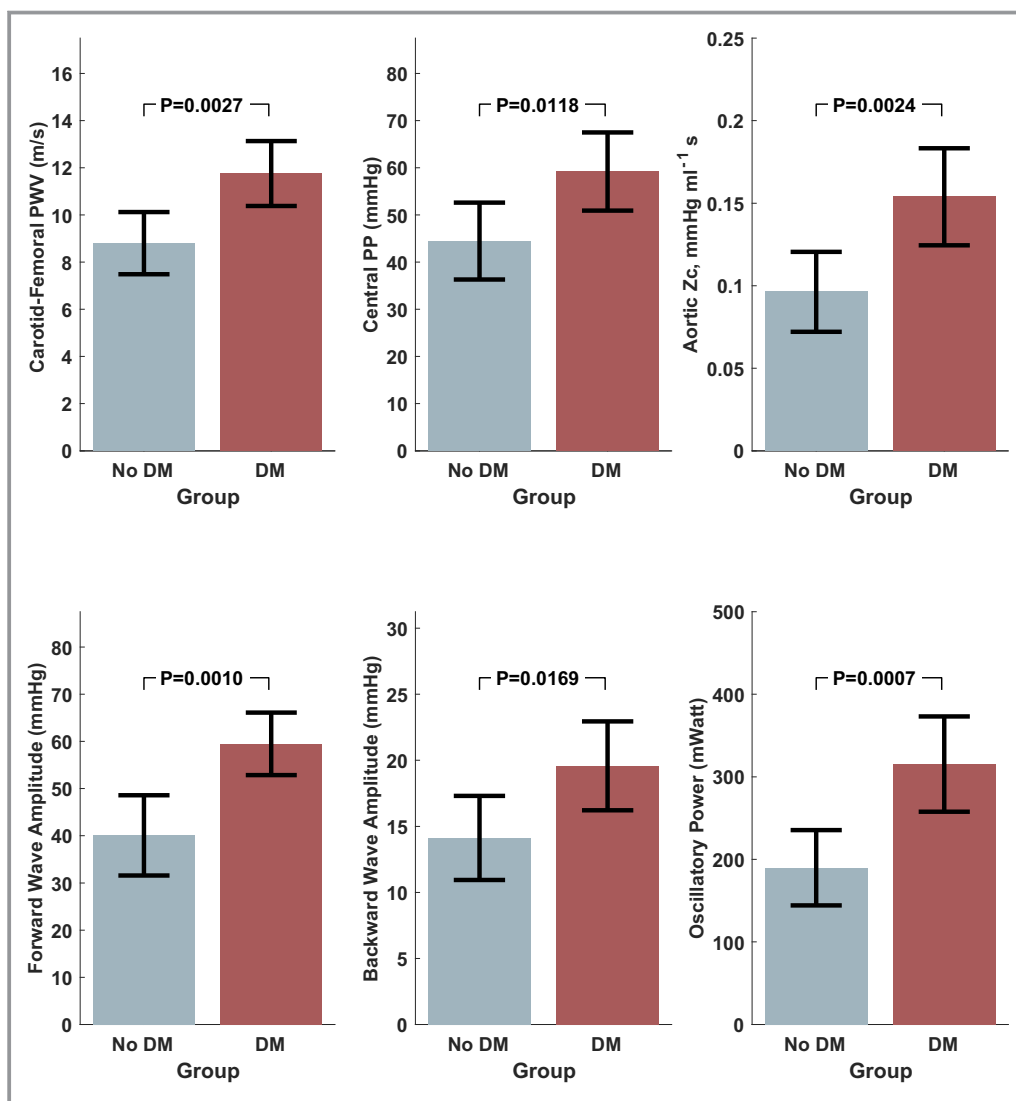 Carotid-Femoral PWV (m/s)
16
14
12
10
8
6
4
2
0
P=0.0027
No DM
DM
Group
Central PP (mmHg)
80
70
60
50
40
30
20
10
0
P=0.0118
No DM
DM
Group
Aortic Zc, mmHg ml⁻¹ s
0.25
0.2
0.15
0.1
0.05
0
P=0.0024
No DM
DM
Group
Forward Wave Amplitude (mmHg)
80
70
60
50
40
30
20
10
0
P=0.0010
No DM
DM
Group
Backward Wave Amplitude (mmHg)
30
25
20
15
10
5
0
P=0.0169
No DM
DM
Group
Oscillatory Power (mWatt)
500
400
300
200
100
0
P=0.0007
No DM
DM
Group